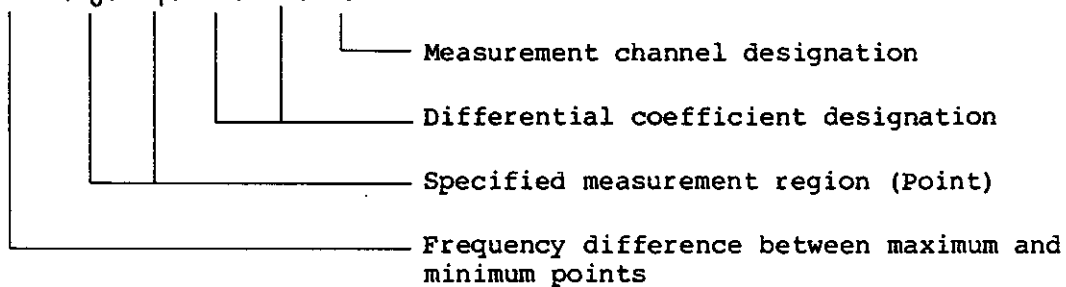 Measurement channel designation
Differential coefficient designation
Specified measurement region (Point)
Frequency difference between maximum and
minimum points